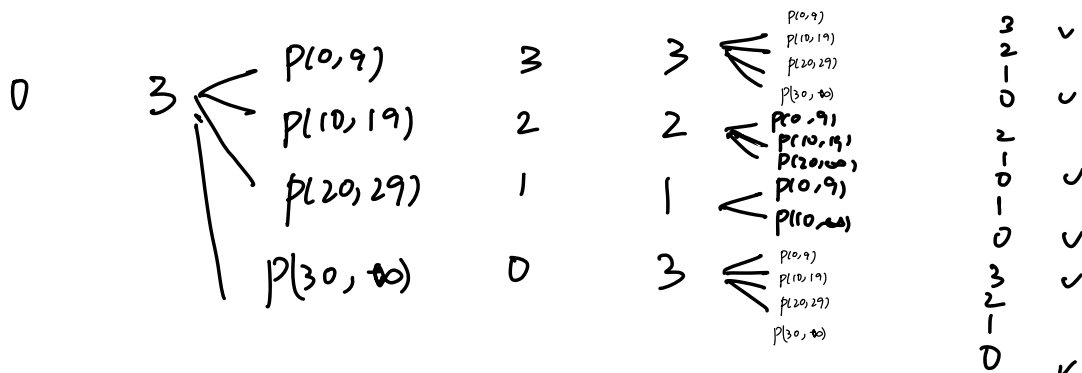 P(0,9)
3
P(0,9) 3 3 P(10,19) 2
0 3 P(20,29) 1
P(30,∞) 0
P(10,19) 2 2 P(0,9) 2
P(10,19) 1
P(20,∞) 0
P(20,29) 1 1 P(0,9) 1
P(10,∞) 0
P(30,∞) 0 3 P(0,9) 3
P(10,19) 2
P(20,29) 1
P(30,∞) 0